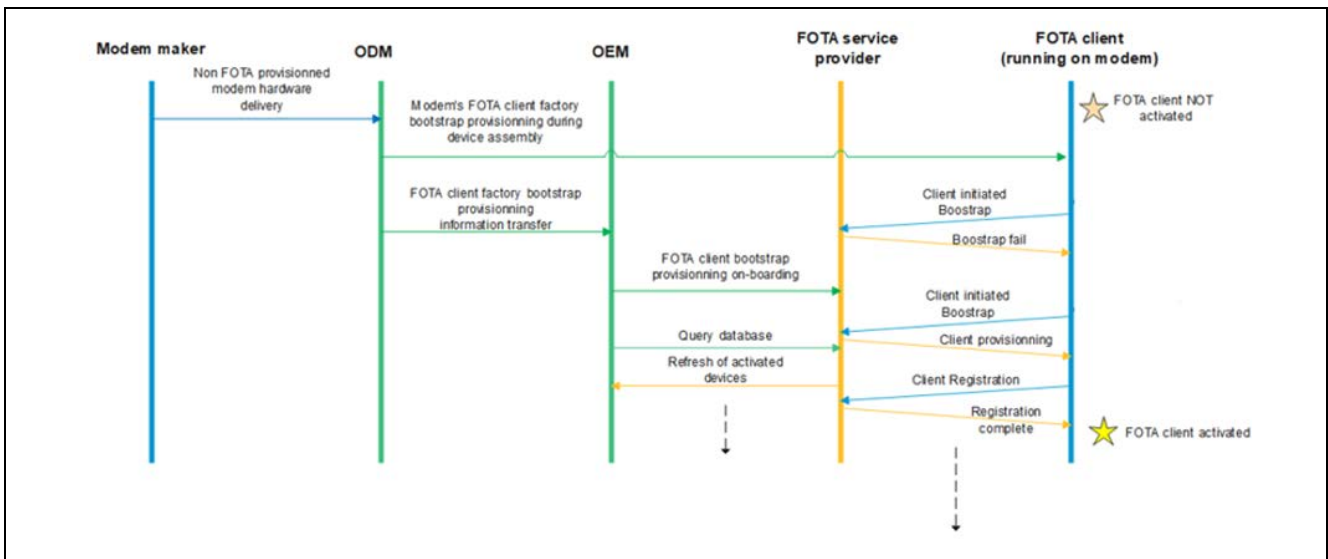 Modem maker
ODM
OEM
FOTA service
provider
FOTA client
(running on modem)
Non FOTA provisionned
modem hardware
delivery
FOTA client NOT
activated
Modem's FOTA client factory
bootstrap provisionning during
device assembly
FOTA client factory bootstrap
provisionning
information transfer
Client initiated
Boostrap
Boostrap fail
FOTA client bootstrap
provisionning on-boarding
Client initiated
Boostrap
Query database
Client provisionning
Refresh of activated
devices
Client Registration
Registration
complete
FOTA client activated